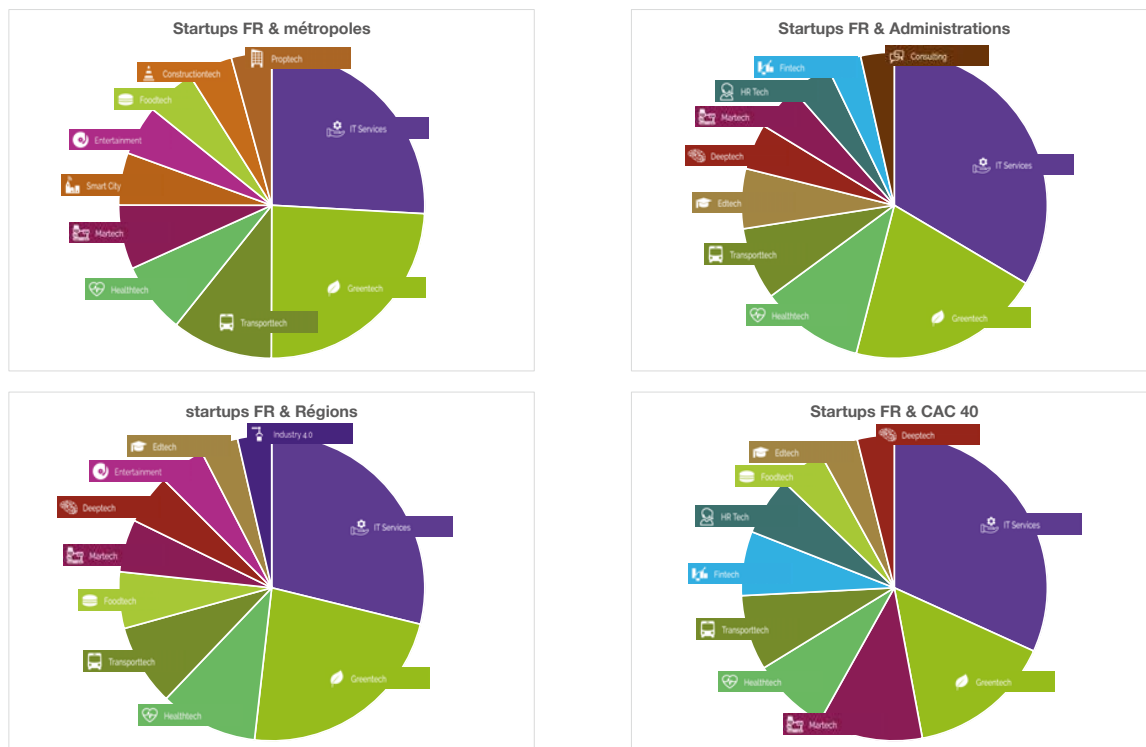 Startups FR & métropoles
Proptech
Constructiontech
Foodtech
Entertainment
Smart City
Martech
Healthtech
Transporttech
Greentech
IT Services
Startups FR & Administrations
Consulting
Fintech
HR Tech
Martech
Deeptech
Edtech
Transporttech
Healthtech
Greentech
IT Services
startups FR & Régions
Industry 4.0
Edtech
Entertainment
Deeptech
Martech
Foodtech
Transporttech
Healthtech
Greentech
IT Services
Startups FR & CAC 40
Deeptech
Edtech
Foodtech
HR Tech
Fintech
Transporttech
Healthtech
Martech
Greentech
IT Services